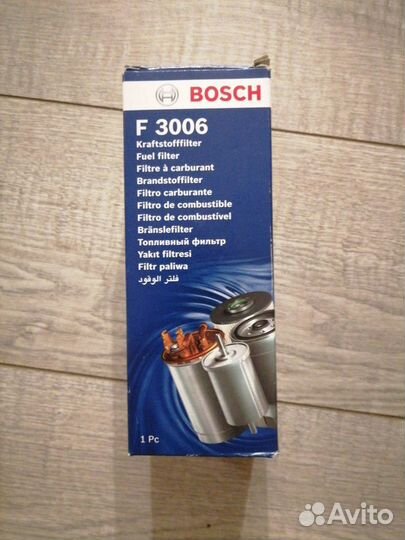 BOSCH
F 3006
Kraftstofffilter
Fuel filter
Filtre à carburant
Brandstoffilter
Filtro carburante
Filtro de combustible
Filtro de combustível
Bränslefilter
Топливный фильтр
Yakıt filtresi
Filtr paliwa
فلتر الوقود
1 Pc
Avito